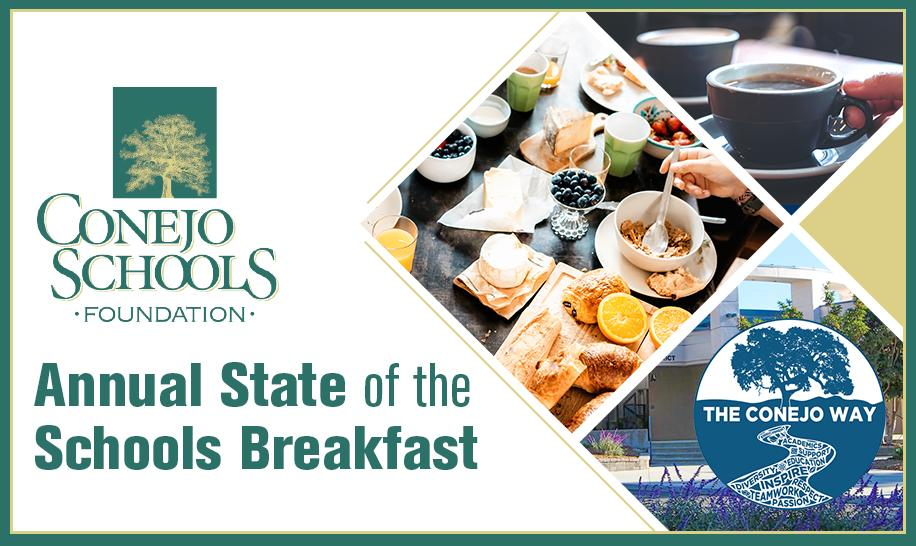 CONEJO
SCHOOLS
·FOUNDATION·
Annual State of the
Schools Breakfast
THE CONEJO WAY
ACADEMICS
SUPPORT
EDUCATION
DIVERSITY
INSPIRE
RESPECT
TEAMWORK
PASSION